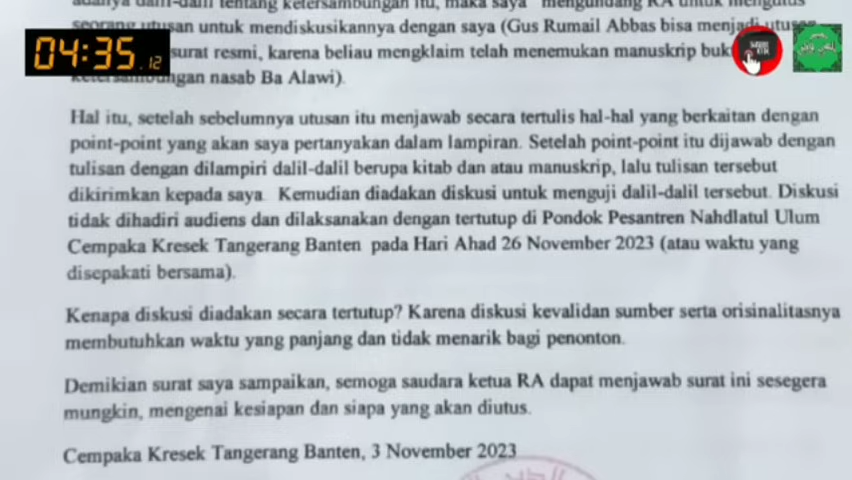 adanya dalil-dalil tentang ketersambungan itu, maka saya mengundang RA untuk mengutus
seorang utusan untuk mendiskusikannya dengan saya (Gus Rumail Abbas bisa menjadi utusan
04:35.12
surat resmi, karena beliau mengklaim telah menemukan manuskrip
ketersambungan nasab Ba Alawi).
Hal itu, setelah sebelumnya utusan itu menjawab secara tertulis hal-hal yang berkaitan dengan
point-point yang akan saya pertanyakan dalam lampiran. Setelah point-point itu dijawab dengan
tulisan dengan dilampiri dalil-dalil berupa kitab dan atau manuskrip, lalu tulisan tersebut
dikirimkan kepada saya. Kemudian diadakan diskusi untuk menguji dalil-dalil tersebut. Diskusi
tidak dihadiri audiens dan dilaksanakan dengan tertutup di Pondok Pesantren Nahdlatul Ulum
Cempaka Kresek Tangerang Banten pada Hari Ahad 26 November 2023 (atau waktu yang
disepakati bersama).
Kenapa diskusi diadakan secara tertutup? Karena diskusi kevalidan sumber serta orisinalitasnya
membutuhkan waktu yang panjang dan tidak menarik bagi penonton.
Demikian surat saya sampaikan, semoga saudara ketua RA dapat menjawab surat ini sesegera
mungkin, mengenai kesiapan dan siapa yang akan diutus.
Cempaka Kresek Tangerang Banten, 3 November 2023